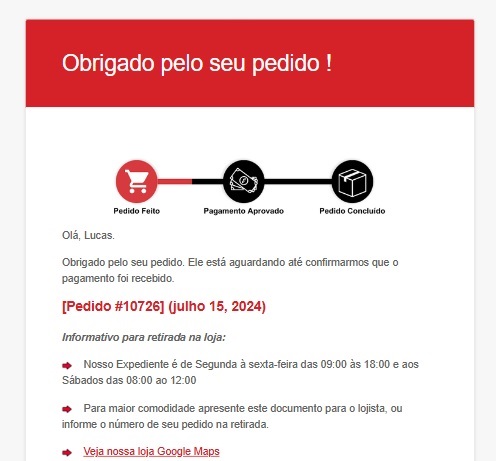 Obrigado pelo seu pedido !
Pedido Feito
Pagamento Aprovado
Pedido Concluído
Olá, Lucas.
Obrigado pelo seu pedido. Ele está aguardando até confirmarmos que o
pagamento foi recebido.
[Pedido #10726] (julho 15, 2024)
Informativo para retirada na loja:
Nosso Expediente é de Segunda à sexta-feira das 09:00 às 18:00 e aos
Sábados das 08:00 ao 12:00
Para maior comodidade apresente este documento para o lojista, ou
informe o número de seu pedido na retirada.
Veja nossa loja Google Maps